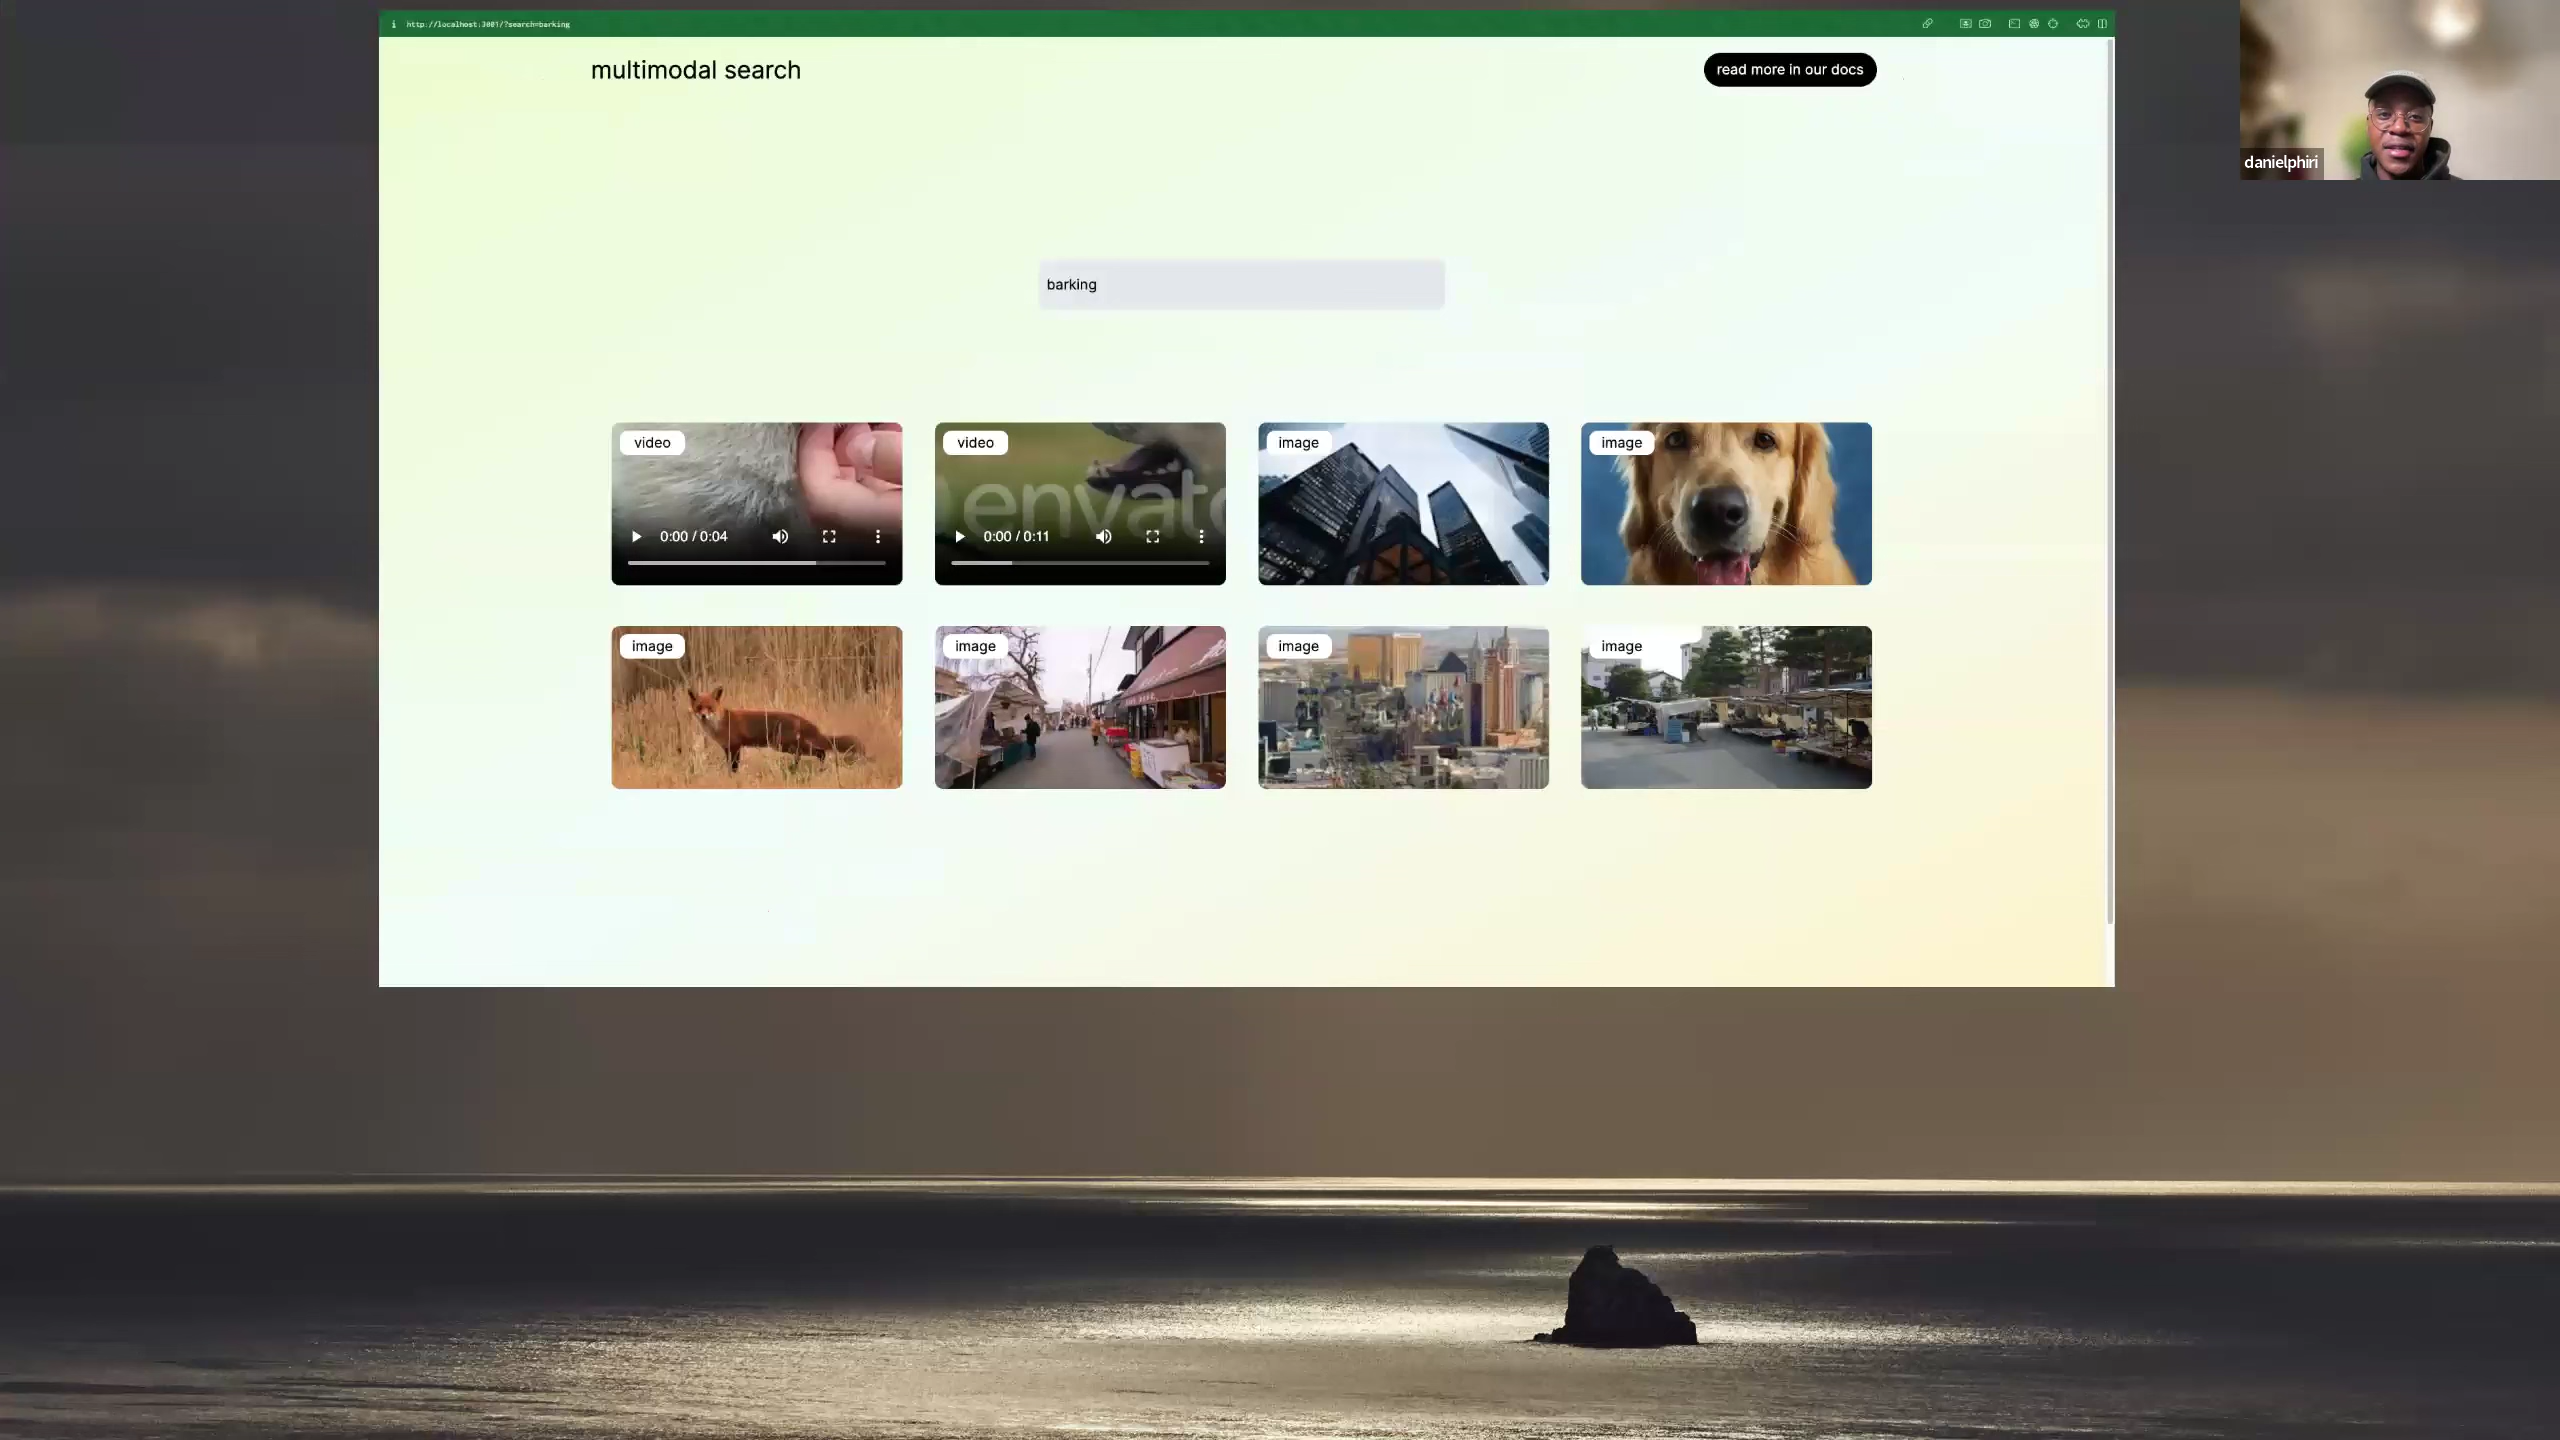 http://localhost:3001/?search=barking
multimodal search
read more in our docs
danielphiri
barking
video
0:00 / 0:04
video
envato
0:00 / 0:11
image
image
image
image
image
image